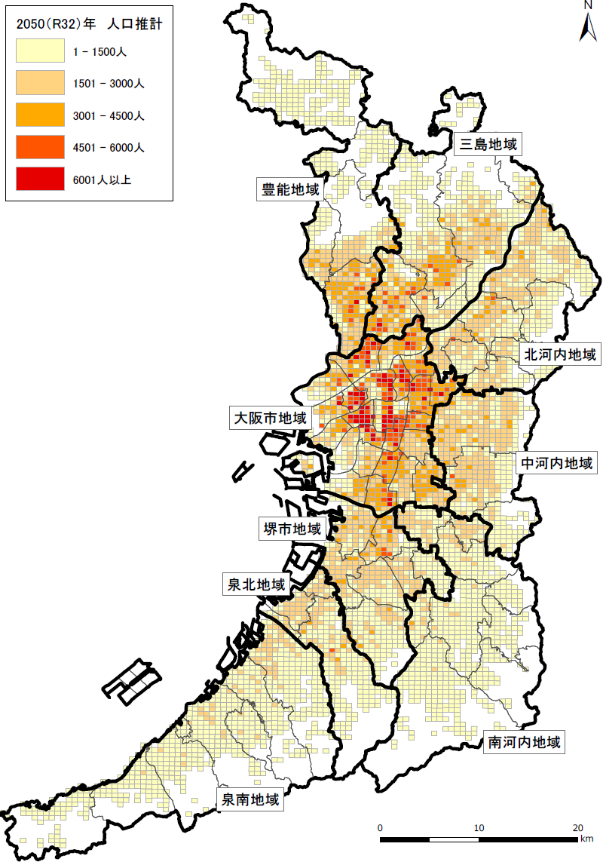 2050(R32)年 人口推計
1 - 1500人
1501 - 3000人
3001 - 4500人
4501 - 6000人
6001人以上
N
三島地域
豊能地域
北河内地域
大阪市地域
中河内地域
堺市地域
泉北地域
南河内地域
泉南地域
0 10 20
km